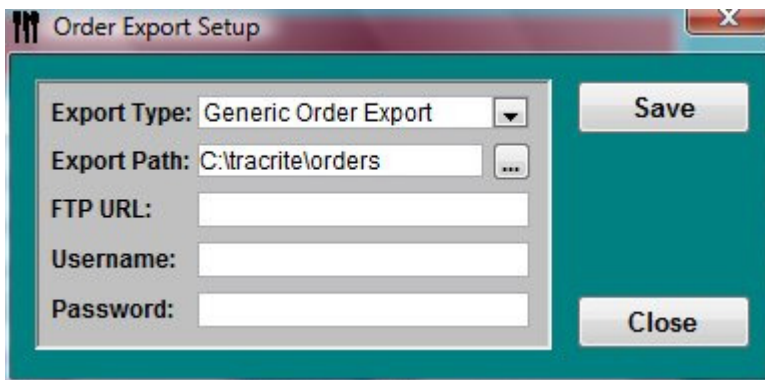 Order Export Setup
Export Type: Generic Order Export
Save
Export Path: C:\tracrite\orders
...
FTP URL:
Username:
Password:
Close